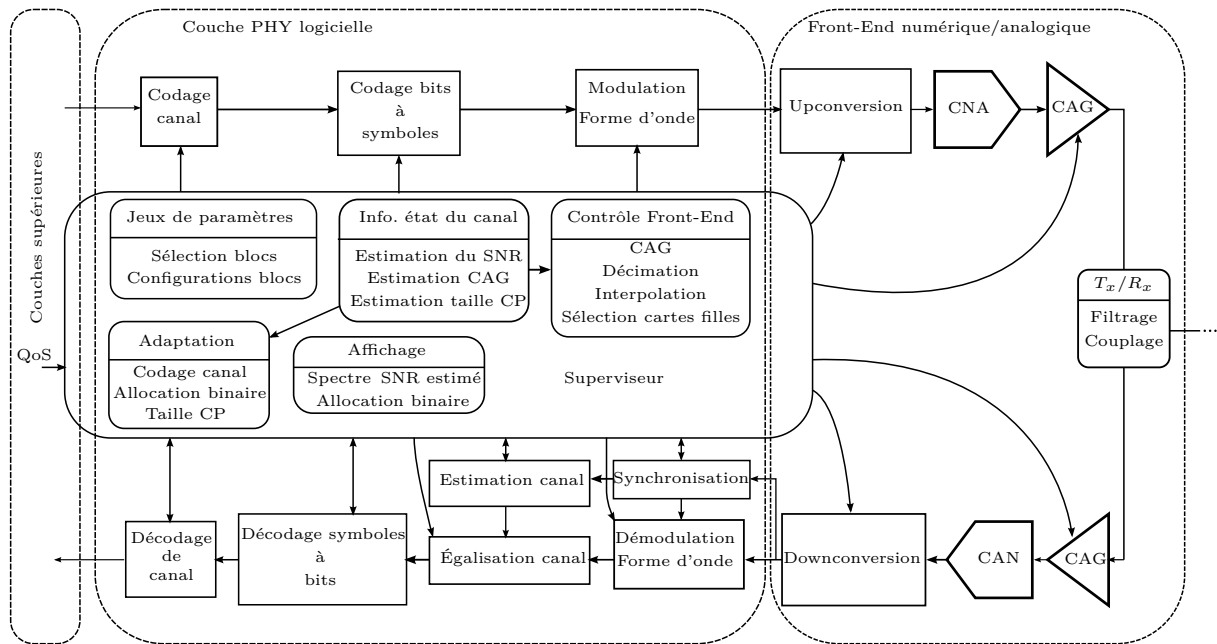 Couche PHY logicielle
Front-End numérique/analogique
Couches supérieures
Codage
canal
Codage bits
à
symboles
Modulation
Forme d'onde
Upconversion
CNA
CAG
Jeux de paramètres
Sélection blocs
Configurations blocs
Info. état du canal
Estimation du SNR
Estimation CAG
Estimation taille CP
Contrôle Front-End
CAG
Décimation
Interpolation
Sélection cartes filles
Tx/Rx
Filtrage
Couplage
...
QoS
Adaptation
Codage canal
Allocation binaire
Taille CP
Affichage
Spectre SNR estimé
Allocation binaire
Superviseur
Estimation canal
Synchronisation
Décodage
de
canal
Décodage symboles
à
bits
Égalisation canal
Démodulation
Forme d'onde
Downconversion
CAN
CAG